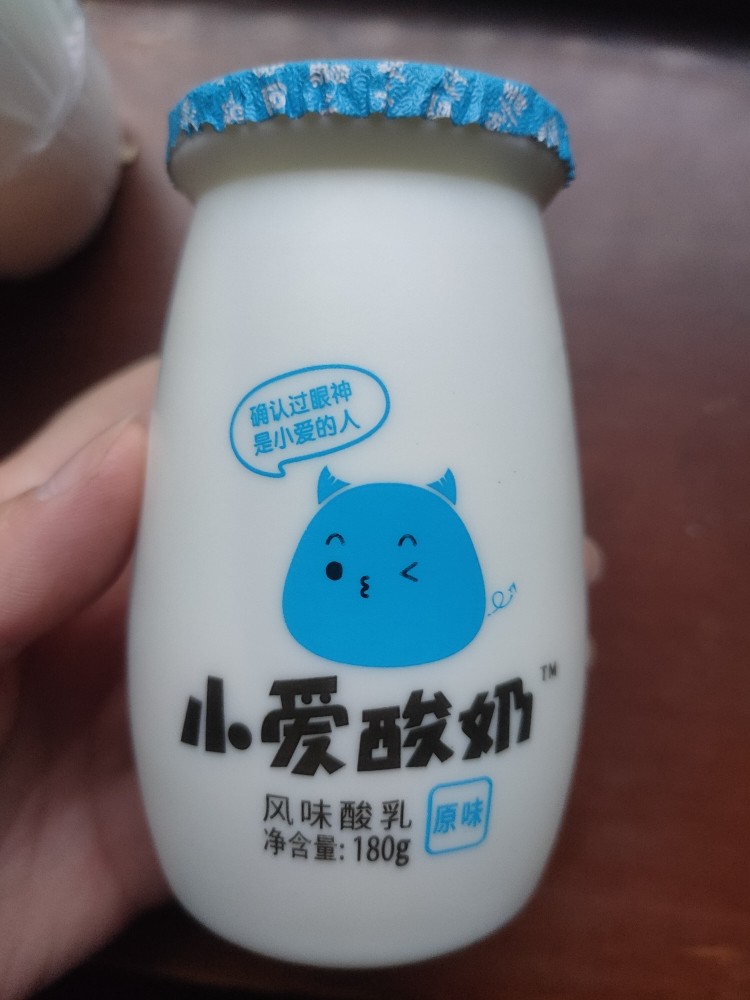 确认过眼神
是小爱的人
小爱酸奶™
风味酸乳 原味
净含量: 180g